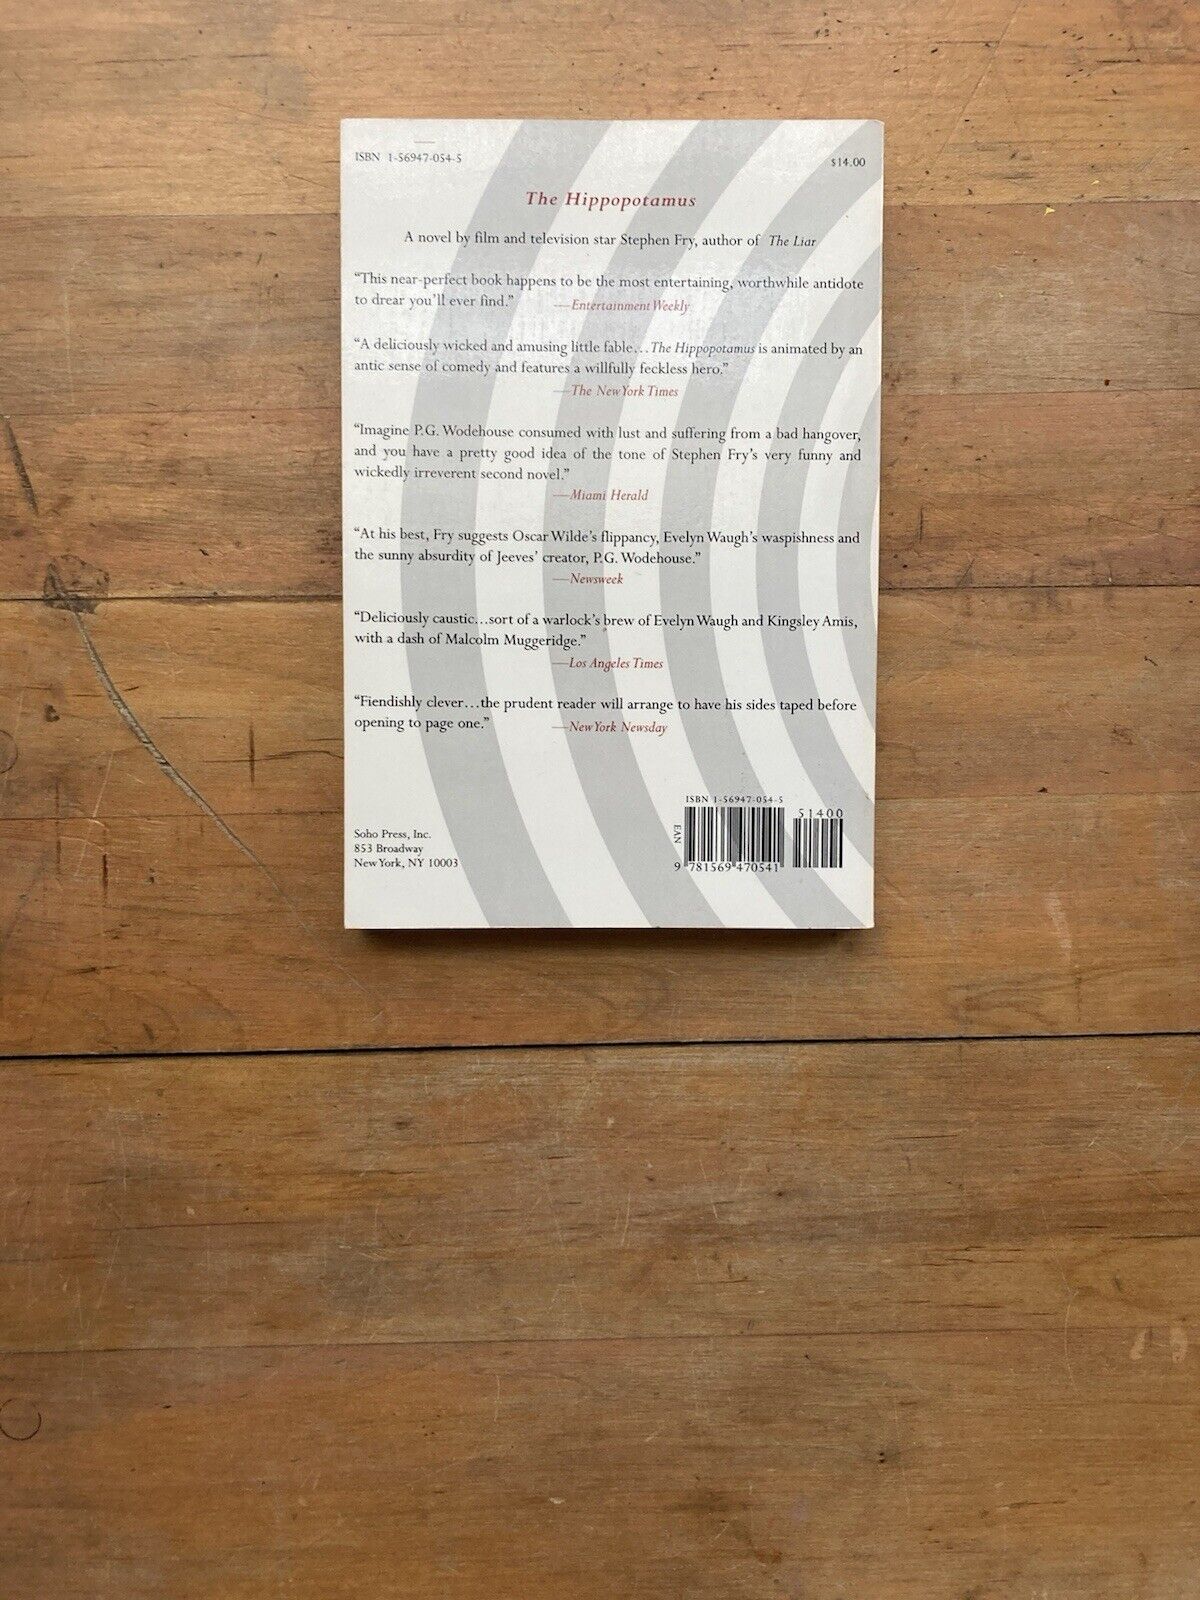 ISBN 1-56947-054-5
$14.00
The Hippopotamus
A novel by film and television star Stephen Fry, author of The Liar
“This near-perfect book happens to be the most entertaining, worthwhile antidote
to drear you’ll ever find.”
—Entertainment Weekly
“A deliciously wicked and amusing little fable...The Hippopotamus is animated by an
antic sense of comedy and features a willfully feckless hero.”
—The New York Times
“Imagine P.G. Wodehouse consumed with lust and suffering from a bad hangover,
and you have a pretty good idea of the tone of Stephen Fry’s very funny and
wickedly irreverent second novel.”
—Miami Herald
“At his best, Fry suggests Oscar Wilde’s flippancy, Evelyn Waugh’s waspishness and
the sunny absurdity of Jeeves’ creator, P.G. Wodehouse.”
—Newsweek
“Deliciously caustic...sort of a warlock’s brew of Evelyn Waugh and Kingsley Amis,
with a dash of Malcolm Muggeridge.”
—Los Angeles Times
“Fiendishly clever...the prudent reader will arrange to have his sides taped before
opening to page one.”
—New York Newsday
Soho Press, Inc.
853 Broadway
New York, NY 10003
ISBN 1-56947-054-5
51400
EAN
9 781569 470541